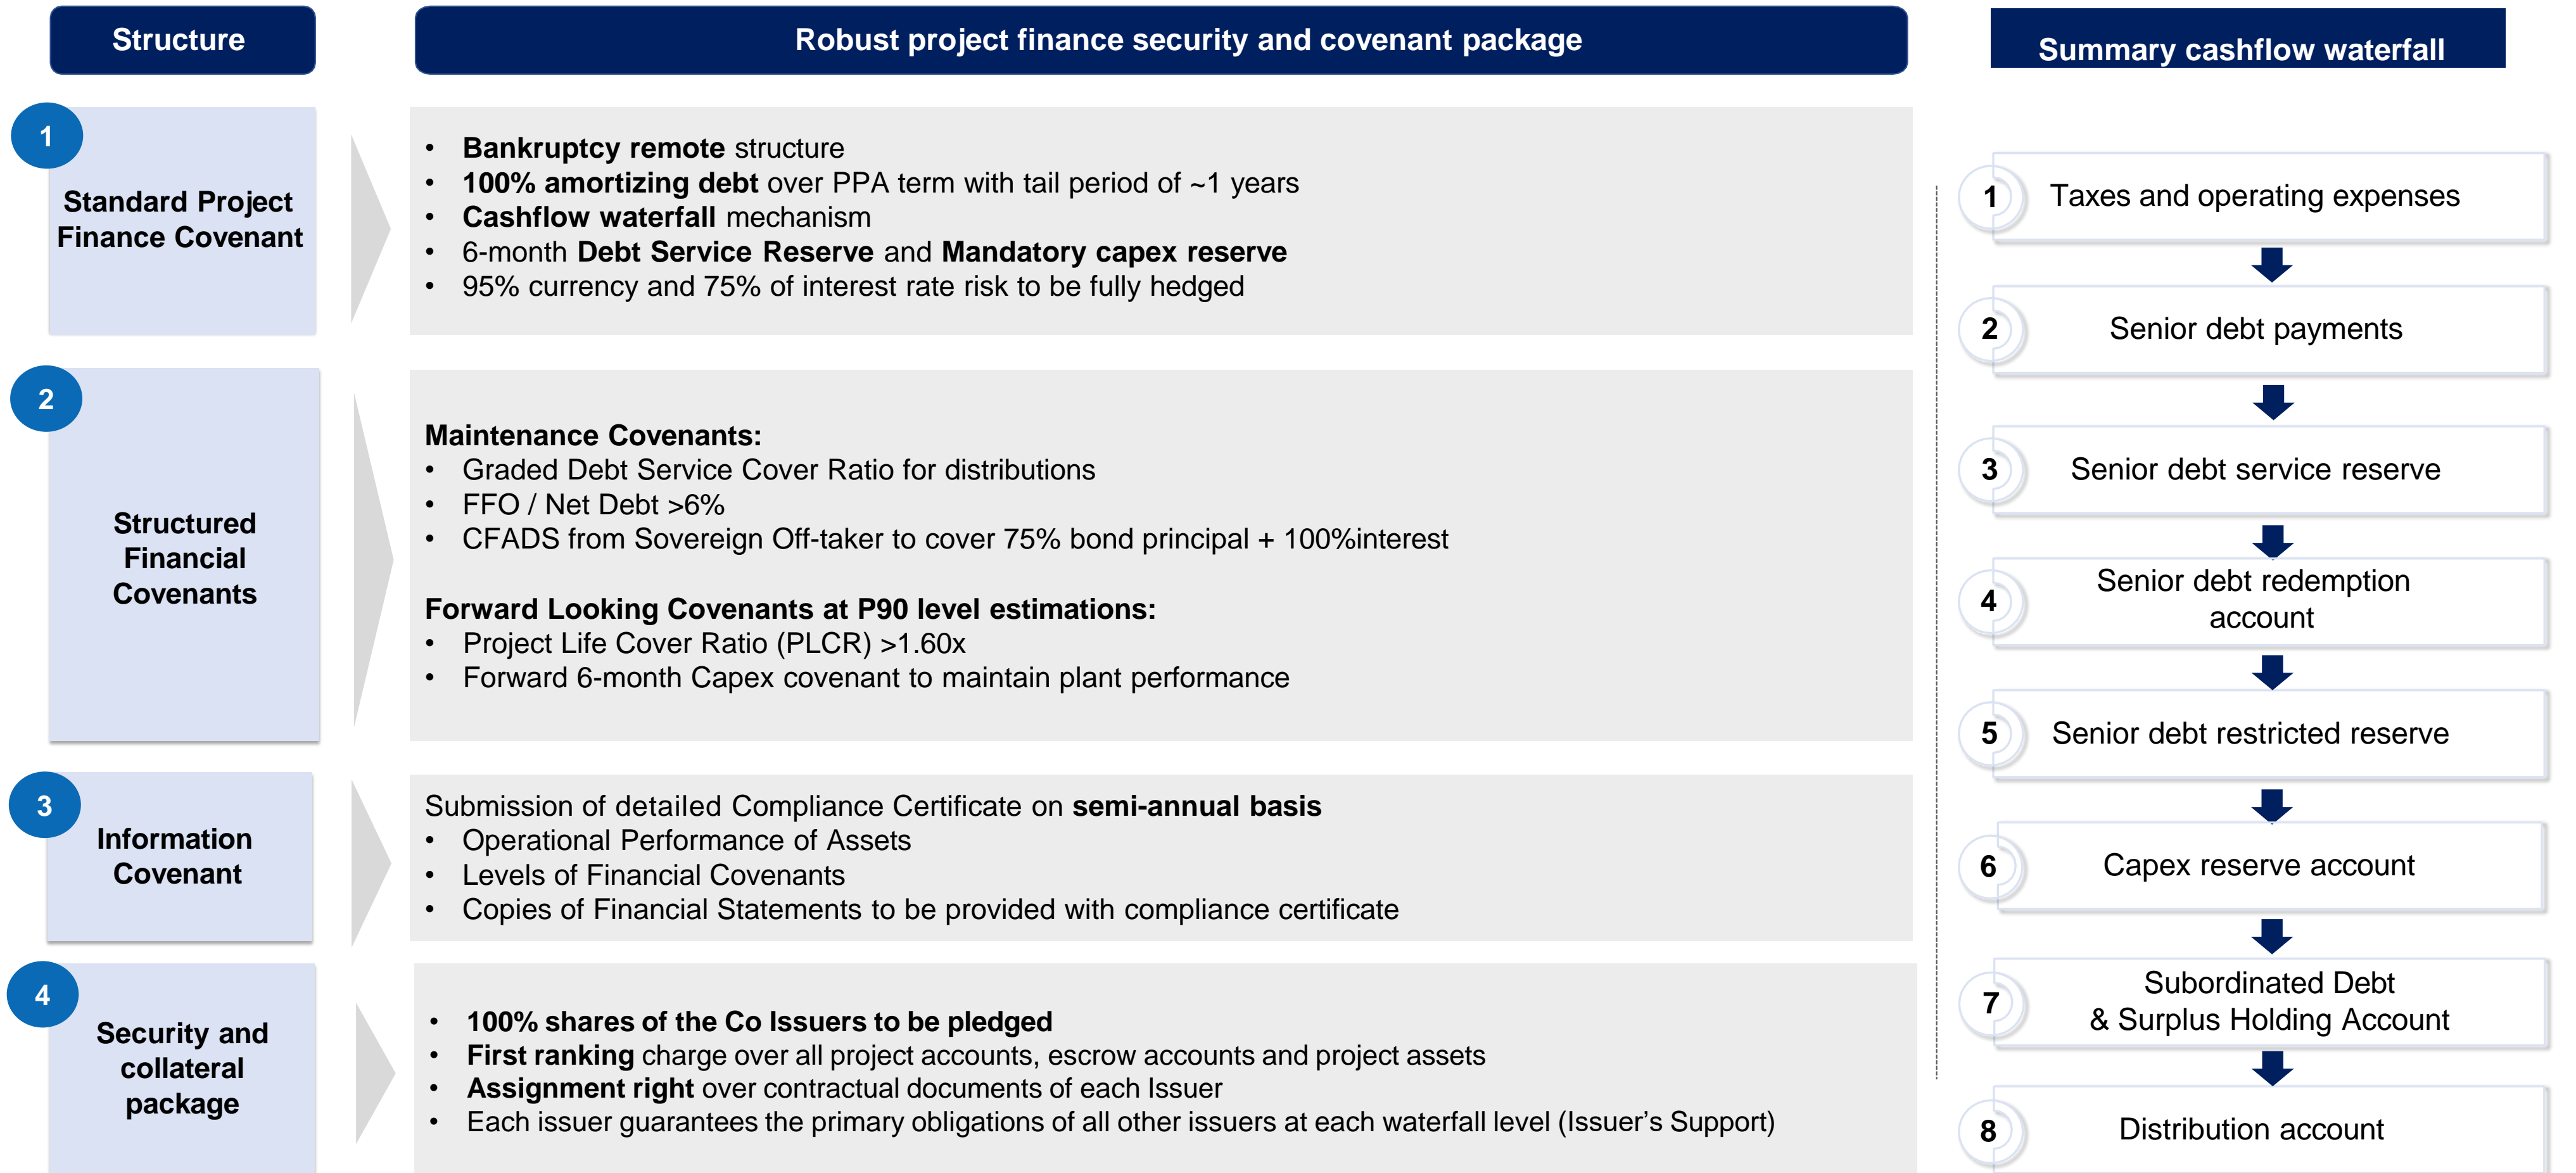 Structure
Robust project finance security and covenant package
Summary cashflow waterfall
1
Standard Project
Finance Covenant
• Bankruptcy remote structure
• 100% amortizing debt over PPA term with tail period of ~1 years
• Cashflow waterfall mechanism
• 6-month Debt Service Reserve and Mandatory capex reserve
• 95% currency and 75% of interest rate risk to be fully hedged
2
Structured
Financial
Covenants
Maintenance Covenants:
• Graded Debt Service Cover Ratio for distributions
• FFO / Net Debt >6%
• CFADS from Sovereign Off-taker to cover 75% bond principal + 100%interest
Forward Looking Covenants at P90 level estimations:
• Project Life Cover Ratio (PLCR) >1.60x
• Forward 6-month Capex covenant to maintain plant performance
3
Information
Covenant
Submission of detailed Compliance Certificate on semi-annual basis
• Operational Performance of Assets
• Levels of Financial Covenants
• Copies of Financial Statements to be provided with compliance certificate
4
Security and
collateral
package
• 100% shares of the Co Issuers to be pledged
• First ranking charge over all project accounts, escrow accounts and project assets
• Assignment right over contractual documents of each Issuer
• Each issuer guarantees the primary obligations of all other issuers at each waterfall level (Issuer's Support)
1 Taxes and operating expenses
2 Senior debt payments
3 Senior debt service reserve
4 Senior debt redemption
account
5 Senior debt restricted reserve
6 Capex reserve account
7 Subordinated Debt
& Surplus Holding Account
8 Distribution account